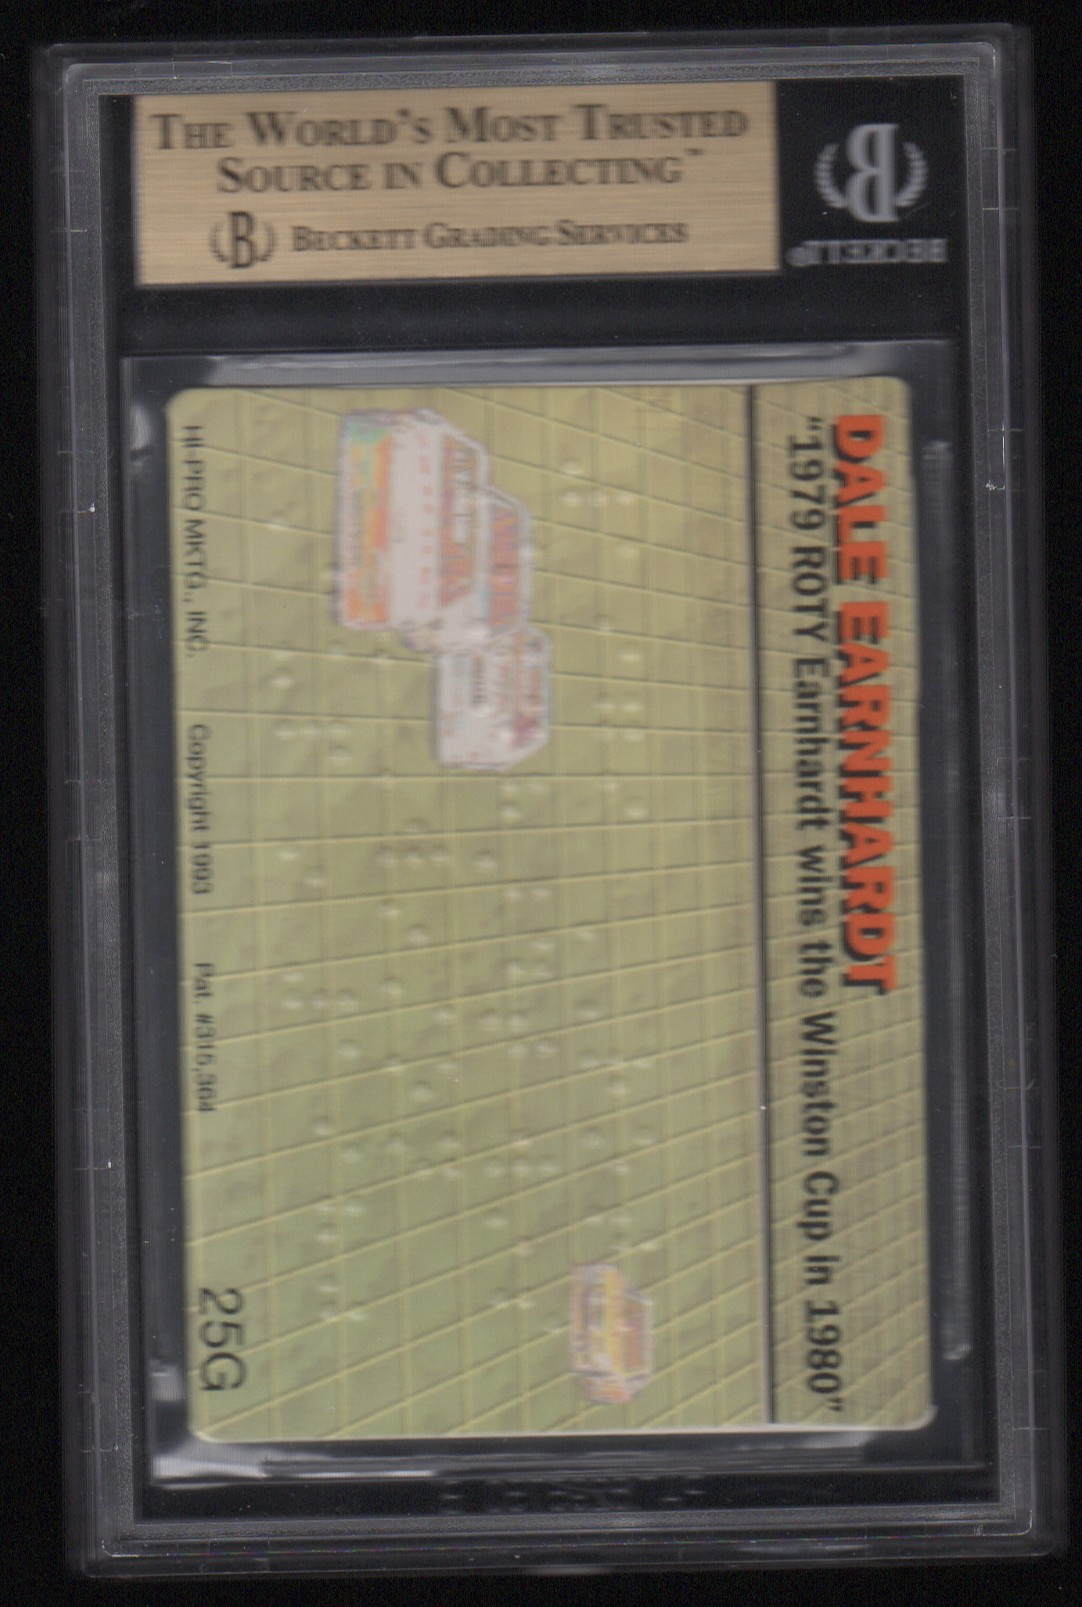 THE WORLD'S MOST TRUSTED
SOURCE IN COLLECTING™
B BECKETT GRADING SERVICES
B
BECKETT®
DALE EARNHARDT
"1979 ROTY Earnhardt wins the Winston Cup in 1980"
HI-PRO MKTG., INC. Copyright 1993 Pat. #315,364 25G